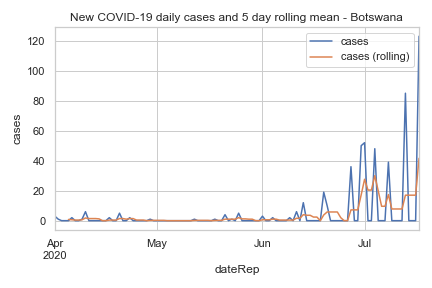 New COVID-19 daily cases and 5 day rolling mean - Botswana
cases
cases (rolling)
120
100
80
60
40
20
0
cases
Apr
2020
May
Jun
Jul
dateRep